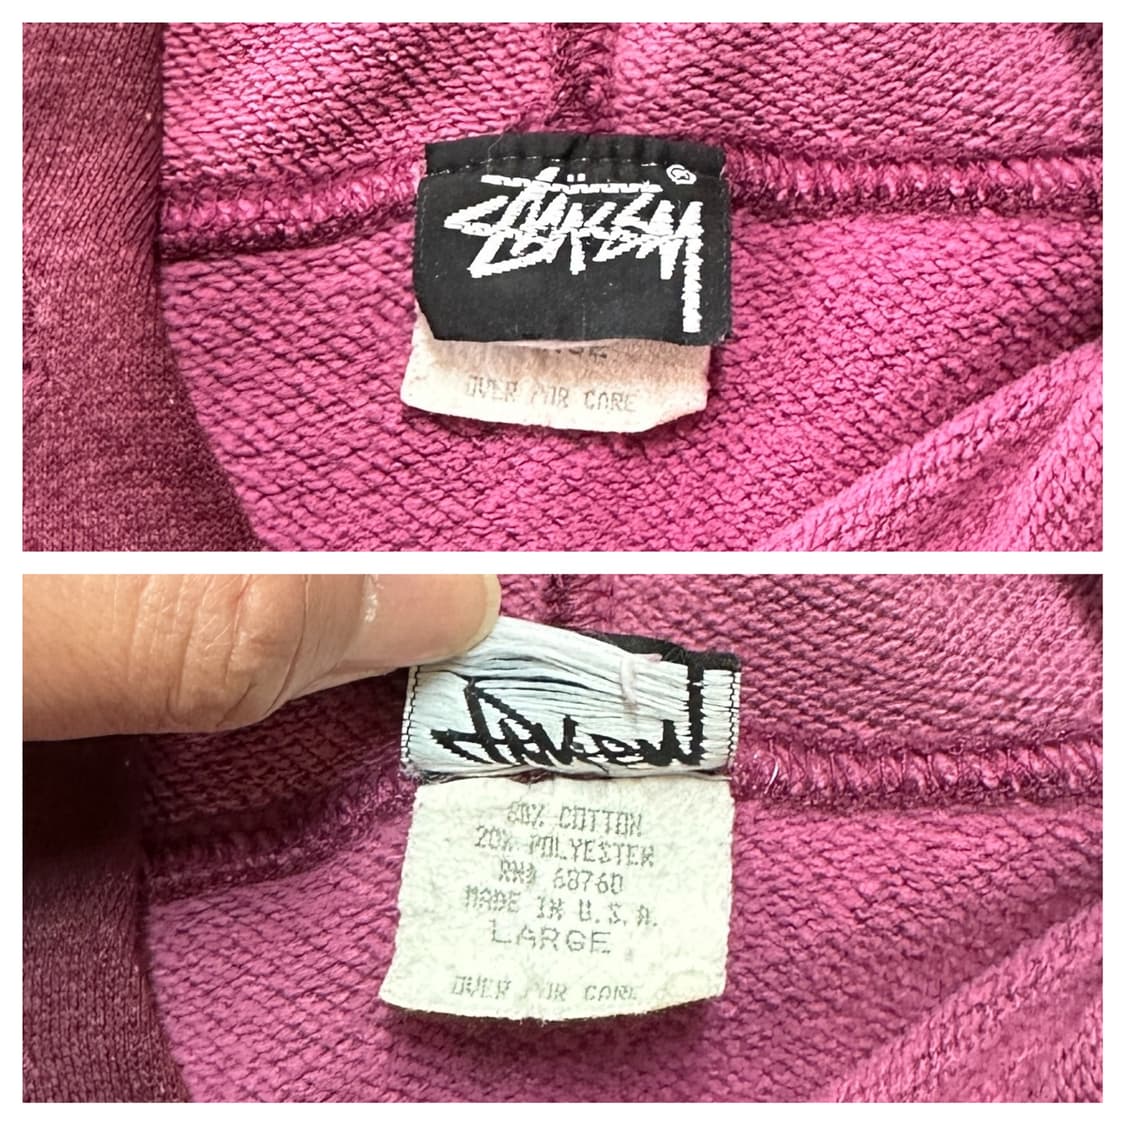 Stüssy ®
OVER FOR CARE
Stüssy
80% COTTON
20% POLYESTER
RN# 68760
MADE IN U.S.A.
LARGE
OVER FOR CARE